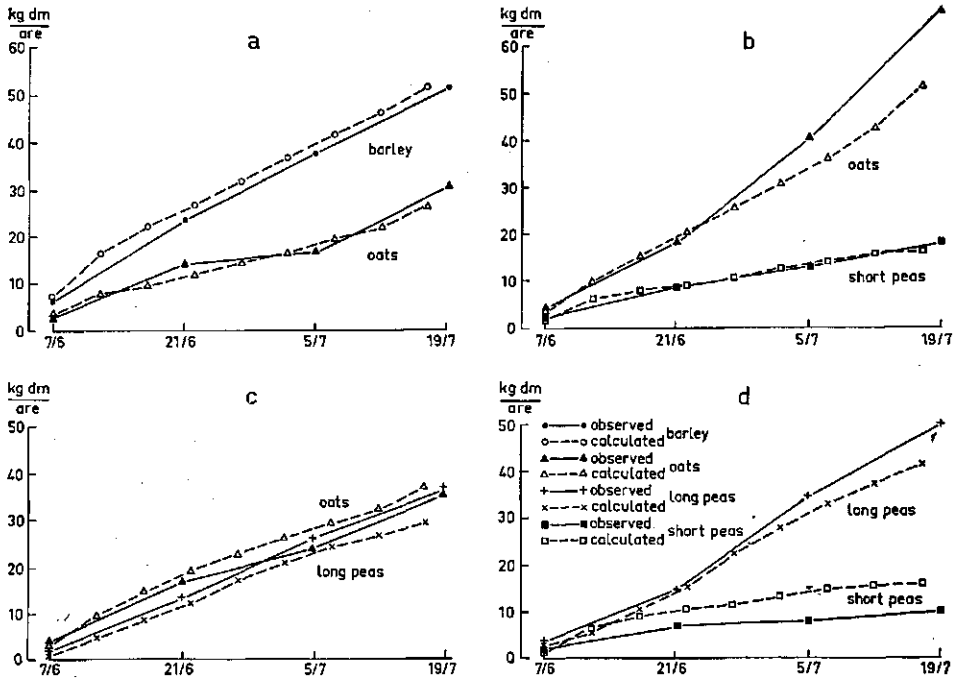 kg dm
are
a
60
50
40
30
20
10
0
barley
oats
7/6 21/6 5/7 19/7
kg dm
are
b
60
50
40
30
20
10
0
oats
short peas
7/6 21/6 5/7 19/7
kg dm
are
c
50
40
30
20
10
0
oats
long peas
7/6 21/6 5/7 19/7
kg dm
are
d
50
40
30
20
10
0
observed
calculated
barley
observed
calculated
oats
observed
calculated
long peas
observed
calculated
short peas
long peas
short peas
7/6 21/6 5/7 19/7